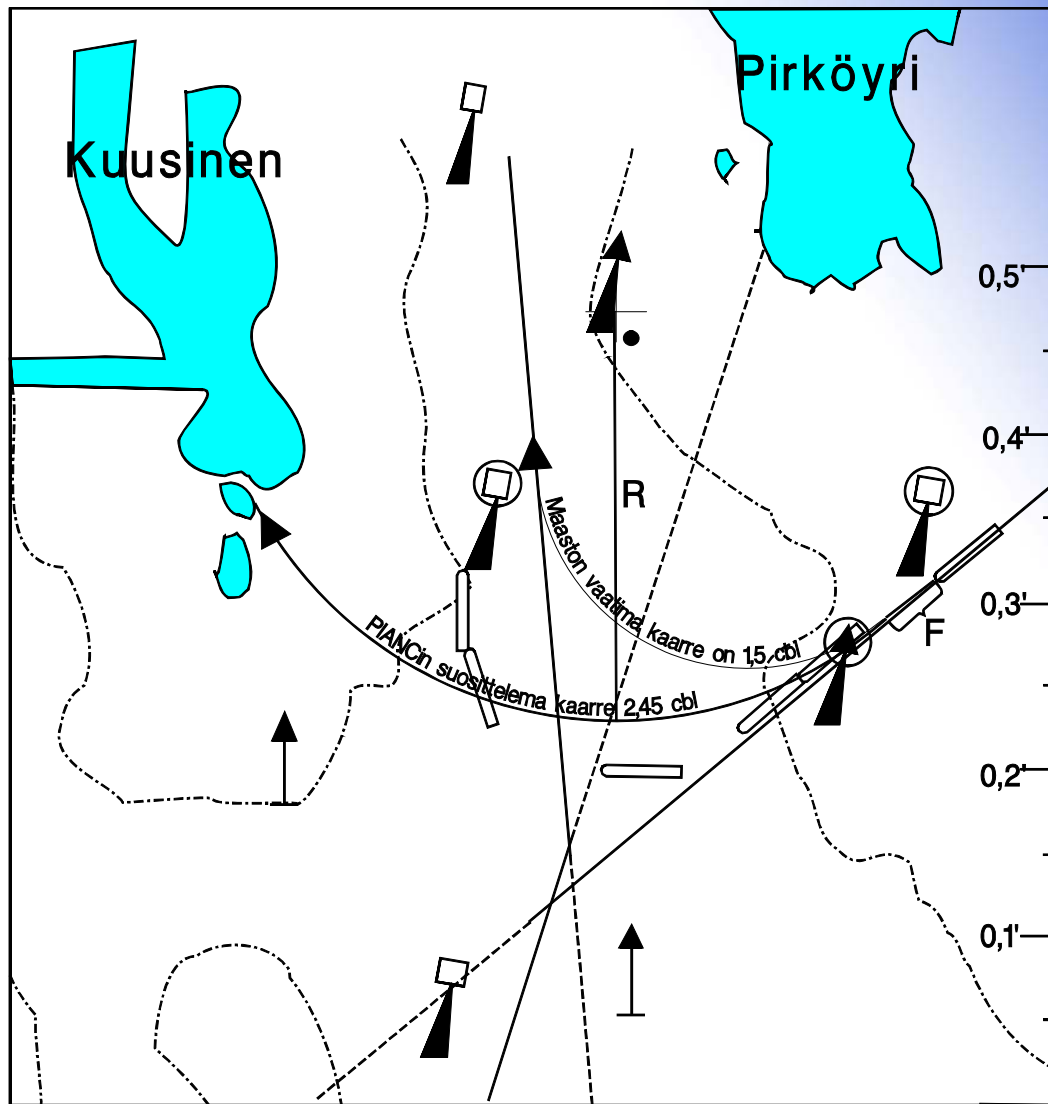 Pirköyri
Kuusinen
0,5'
0,4'
R
Maaston vaatima kaarre on 1,5 cbl
0,3'
F
PIANCin suosittelema kaarre 2,45 cbl
0,2'
0,1'